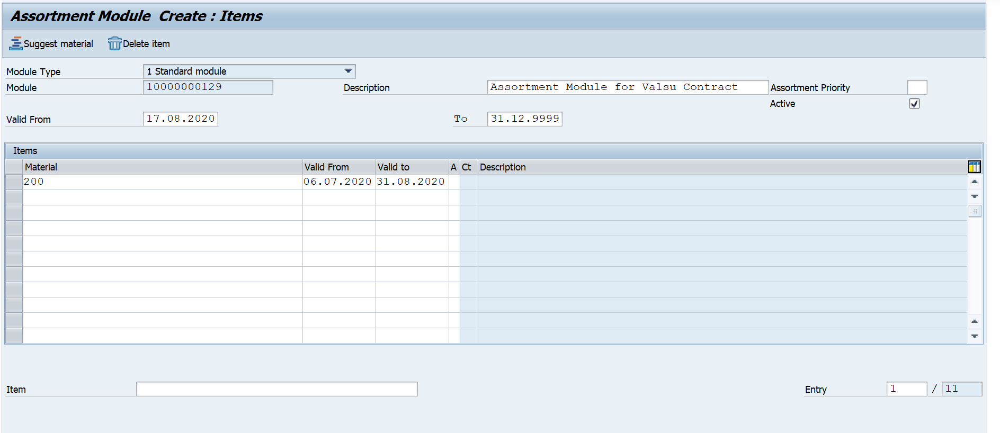 Assortment Module Create : Items
Suggest material Delete item
Module Type 1 Standard module
Module 10000000129 Description Assortment Module for Valsu Contract Assortment Priority
Active
Valid From 17.08.2020 To 31.12.9999
Items
Material Valid From Valid to A Ct Description
200 06.07.2020 31.08.2020
Item Entry 1 / 11